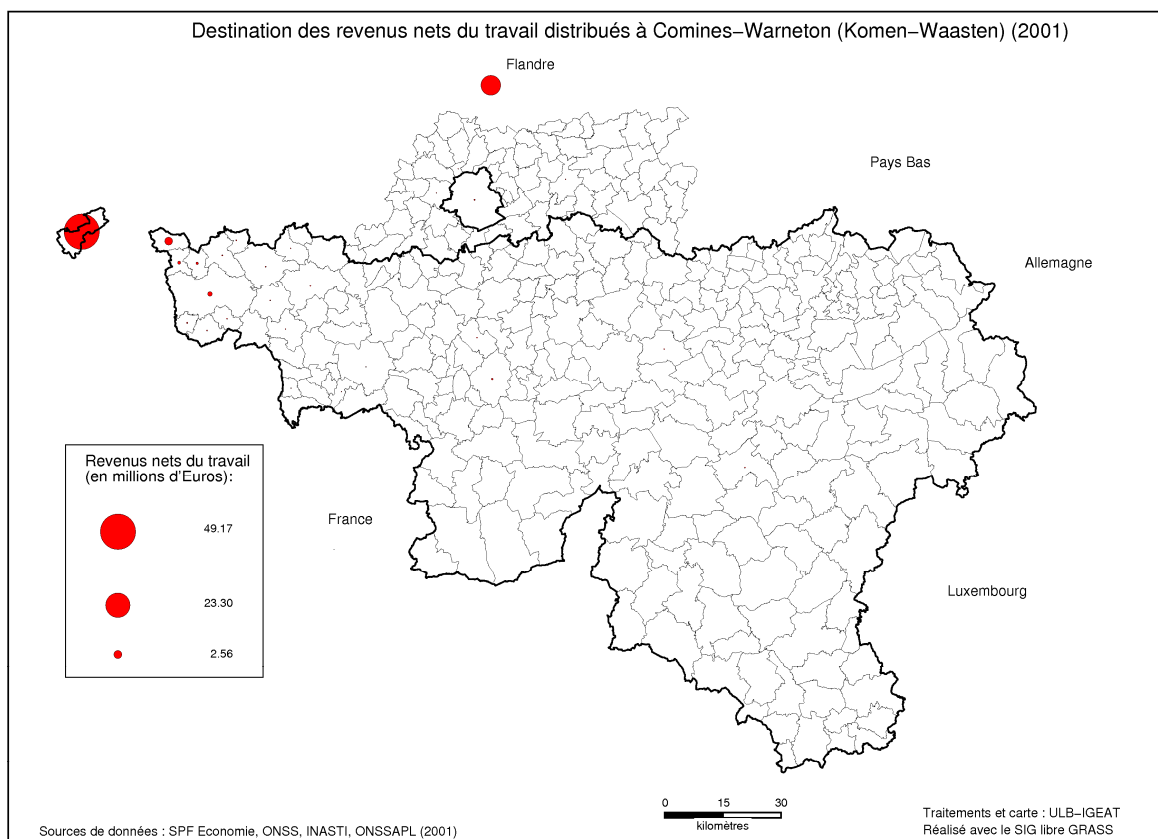 Destination des revenus nets du travail distribués à Comines−Warneton (Komen−Waasten) (2001)
Flandre
Pays Bas
Allemagne
Revenus nets du travail
(en millions d'Euros):
49.17
23.30
2.56
France
Luxembourg
0 15 30
kilomètres
Sources de données : SPF Economie, ONSS, INASTI, ONSSAPL (2001)
Traitements et carte : ULB−IGEAT
Réalisé avec le SIG libre GRASS